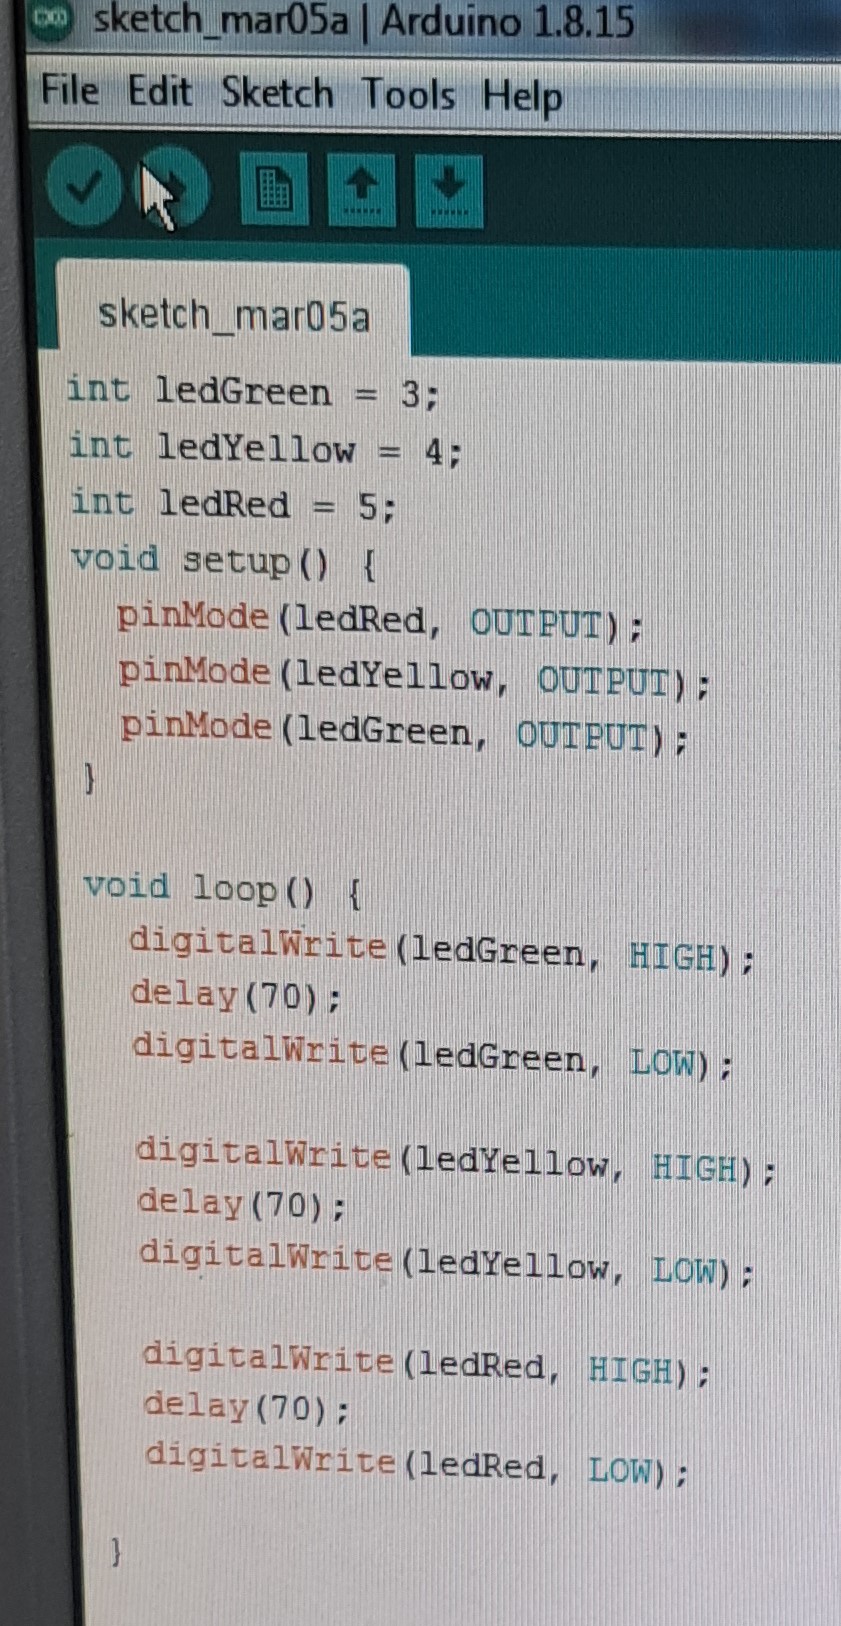 sketch_mar05a | Arduino 1.8.15
File Edit Sketch Tools Help
sketch_mar05a
int ledGreen = 3;
int ledYellow = 4;
int ledRed = 5;
void setup() {
  pinMode(ledRed, OUTPUT);
  pinMode(ledYellow, OUTPUT);
  pinMode(ledGreen, OUTPUT);
}
void loop() {
  digitalWrite(ledGreen, HIGH);
  delay(70);
  digitalWrite(ledGreen, LOW);
  digitalWrite(ledYellow, HIGH);
  delay(70);
  digitalWrite(ledYellow, LOW);
  digitalWrite(ledRed, HIGH);
  delay(70);
  digitalWrite(ledRed, LOW);
}